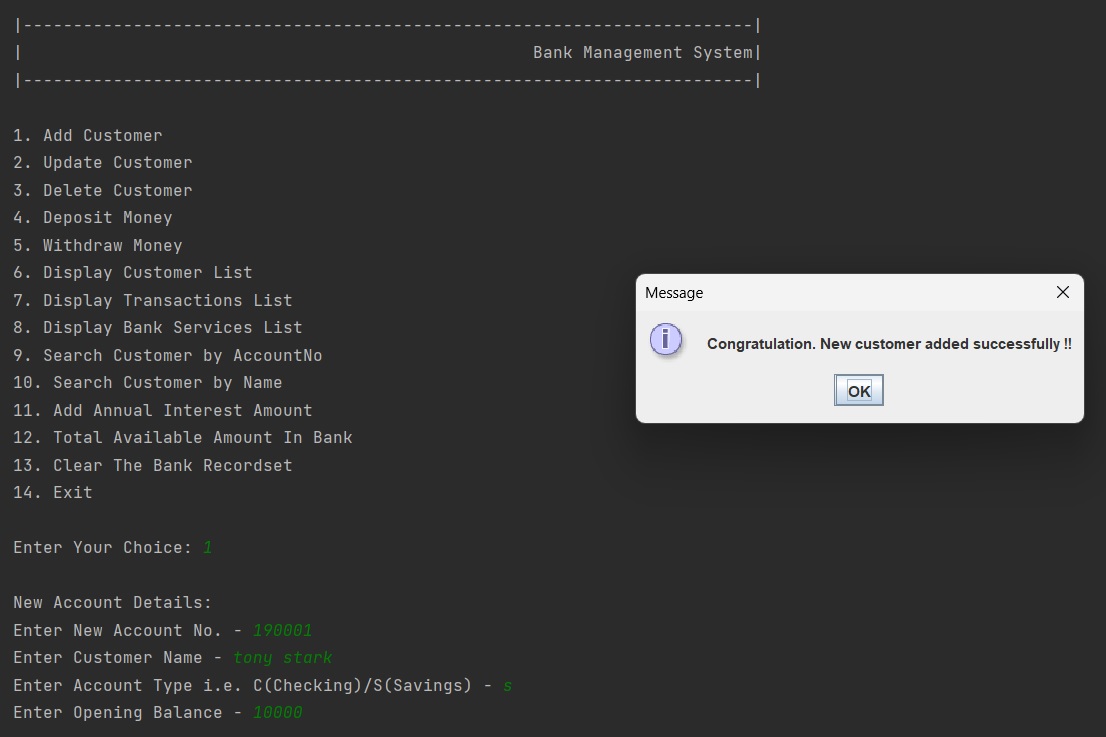 |-------------------------------------------------------------------------|
|                                                   Bank Management System|
|-------------------------------------------------------------------------|
1. Add Customer
2. Update Customer
3. Delete Customer
4. Deposit Money
5. Withdraw Money
6. Display Customer List
7. Display Transactions List
8. Display Bank Services List
9. Search Customer by AccountNo
10. Search Customer by Name
11. Add Annual Interest Amount
12. Total Available Amount In Bank
13. Clear The Bank Recordset
14. Exit
Enter Your Choice: 1
New Account Details:
Enter New Account No. - 190001
Enter Customer Name - tony stark
Enter Account Type i.e. C(Checking)/S(Savings) - s
Enter Opening Balance - 10000
Message
Congratulation. New customer added successfully !!
OK